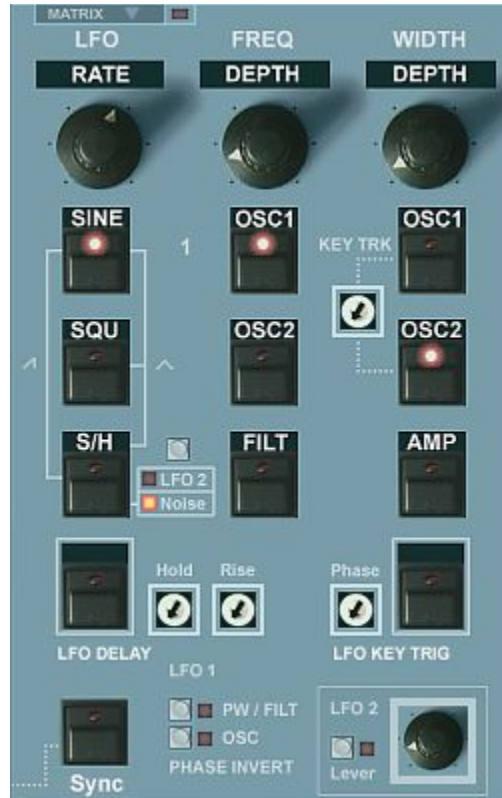 MATRIX
LFO FREQ WIDTH
RATE DEPTH DEPTH
SINE 1 OSC1 OSC1
KEY TRK
SQU OSC2 OSC2
S/H FILT AMP
LFO 2
Noise
Hold Rise Phase
LFO DELAY LFO KEY TRIG
LFO 1
PW / FILT LFO 2
OSC
PHASE INVERT Lever
Sync